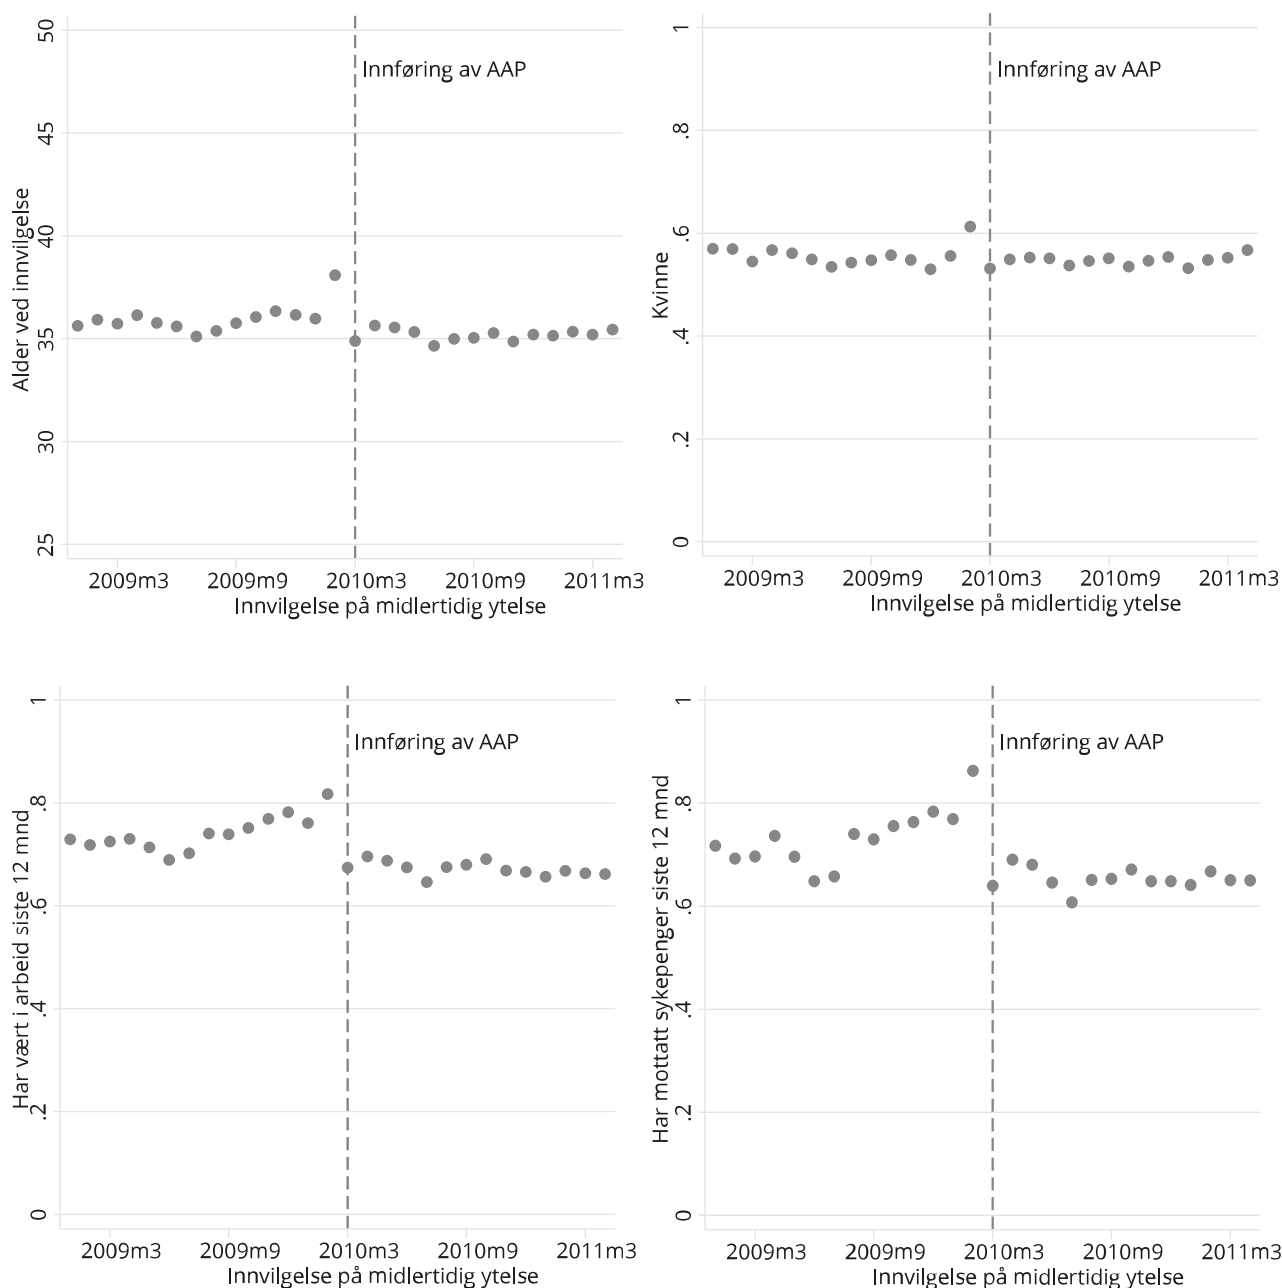 50
45
40
35
30
25
Alder ved innvilgelse
Innføring av AAP
2009m3 2009m9 2010m3 2010m9 2011m3
Innvilgelse på midlertidig ytelse
1
.8
.6
.4
.2
0
Kvinne
Innføring av AAP
2009m3 2009m9 2010m3 2010m9 2011m3
Innvilgelse på midlertidig ytelse
1
.8
.6
.4
.2
0
Har vært i arbeid siste 12 mnd
Innføring av AAP
2009m3 2009m9 2010m3 2010m9 2011m3
Innvilgelse på midlertidig ytelse
1
.8
.6
.4
.2
0
Har mottatt sykepenger siste 12 mnd
Innføring av AAP
2009m3 2009m9 2010m3 2010m9 2011m3
Innvilgelse på midlertidig ytelse